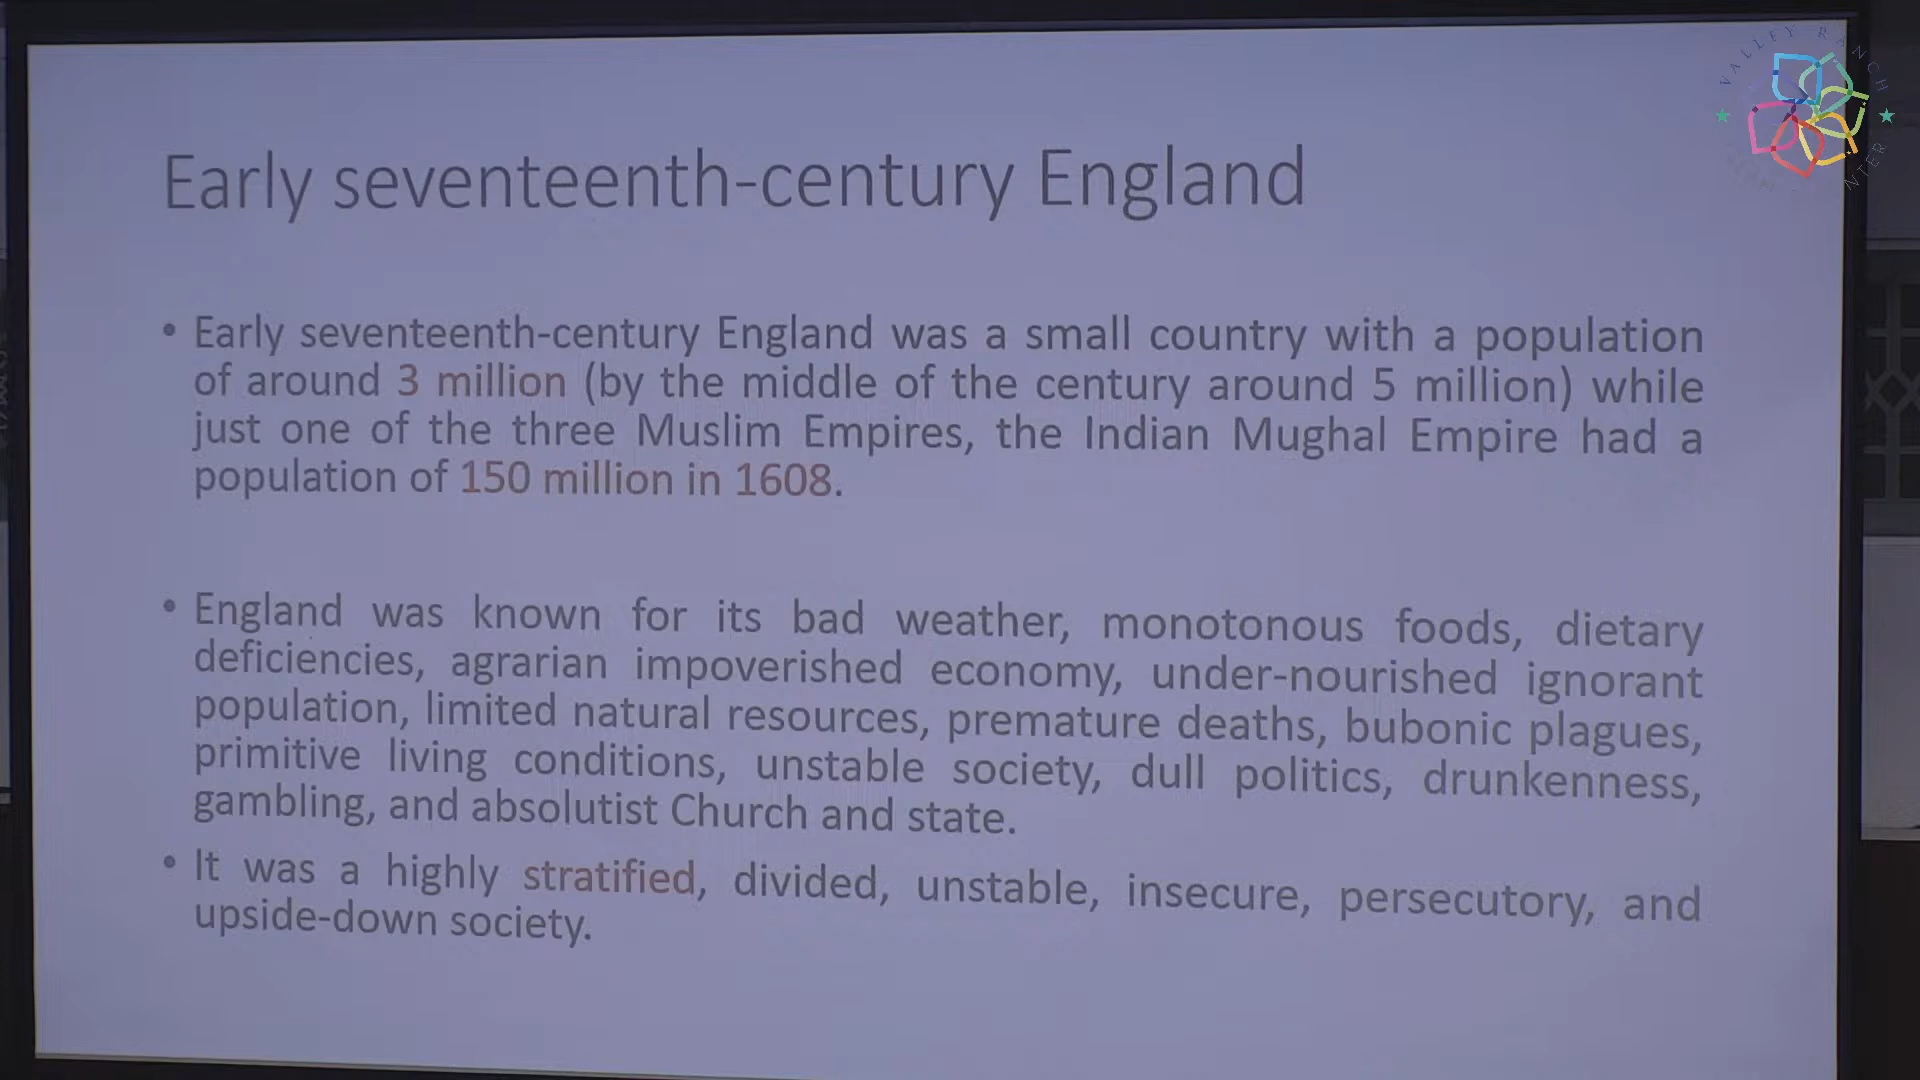 VALLEY RANCH
NTER
Early seventeenth-century England
• Early seventeenth-century England was a small country with a population
of around 3 million (by the middle of the century around 5 million) while
just one of the three Muslim Empires, the Indian Mughal Empire had a
population of 150 million in 1608.
• England was known for its bad weather, monotonous foods, dietary
deficiencies, agrarian impoverished economy, under-nourished ignorant
population, limited natural resources, premature deaths, bubonic plagues,
primitive living conditions, unstable society, dull politics, drunkenness,
gambling, and absolutist Church and state.
• It was a highly stratified, divided, unstable, insecure, persecutory, and
upside-down society.